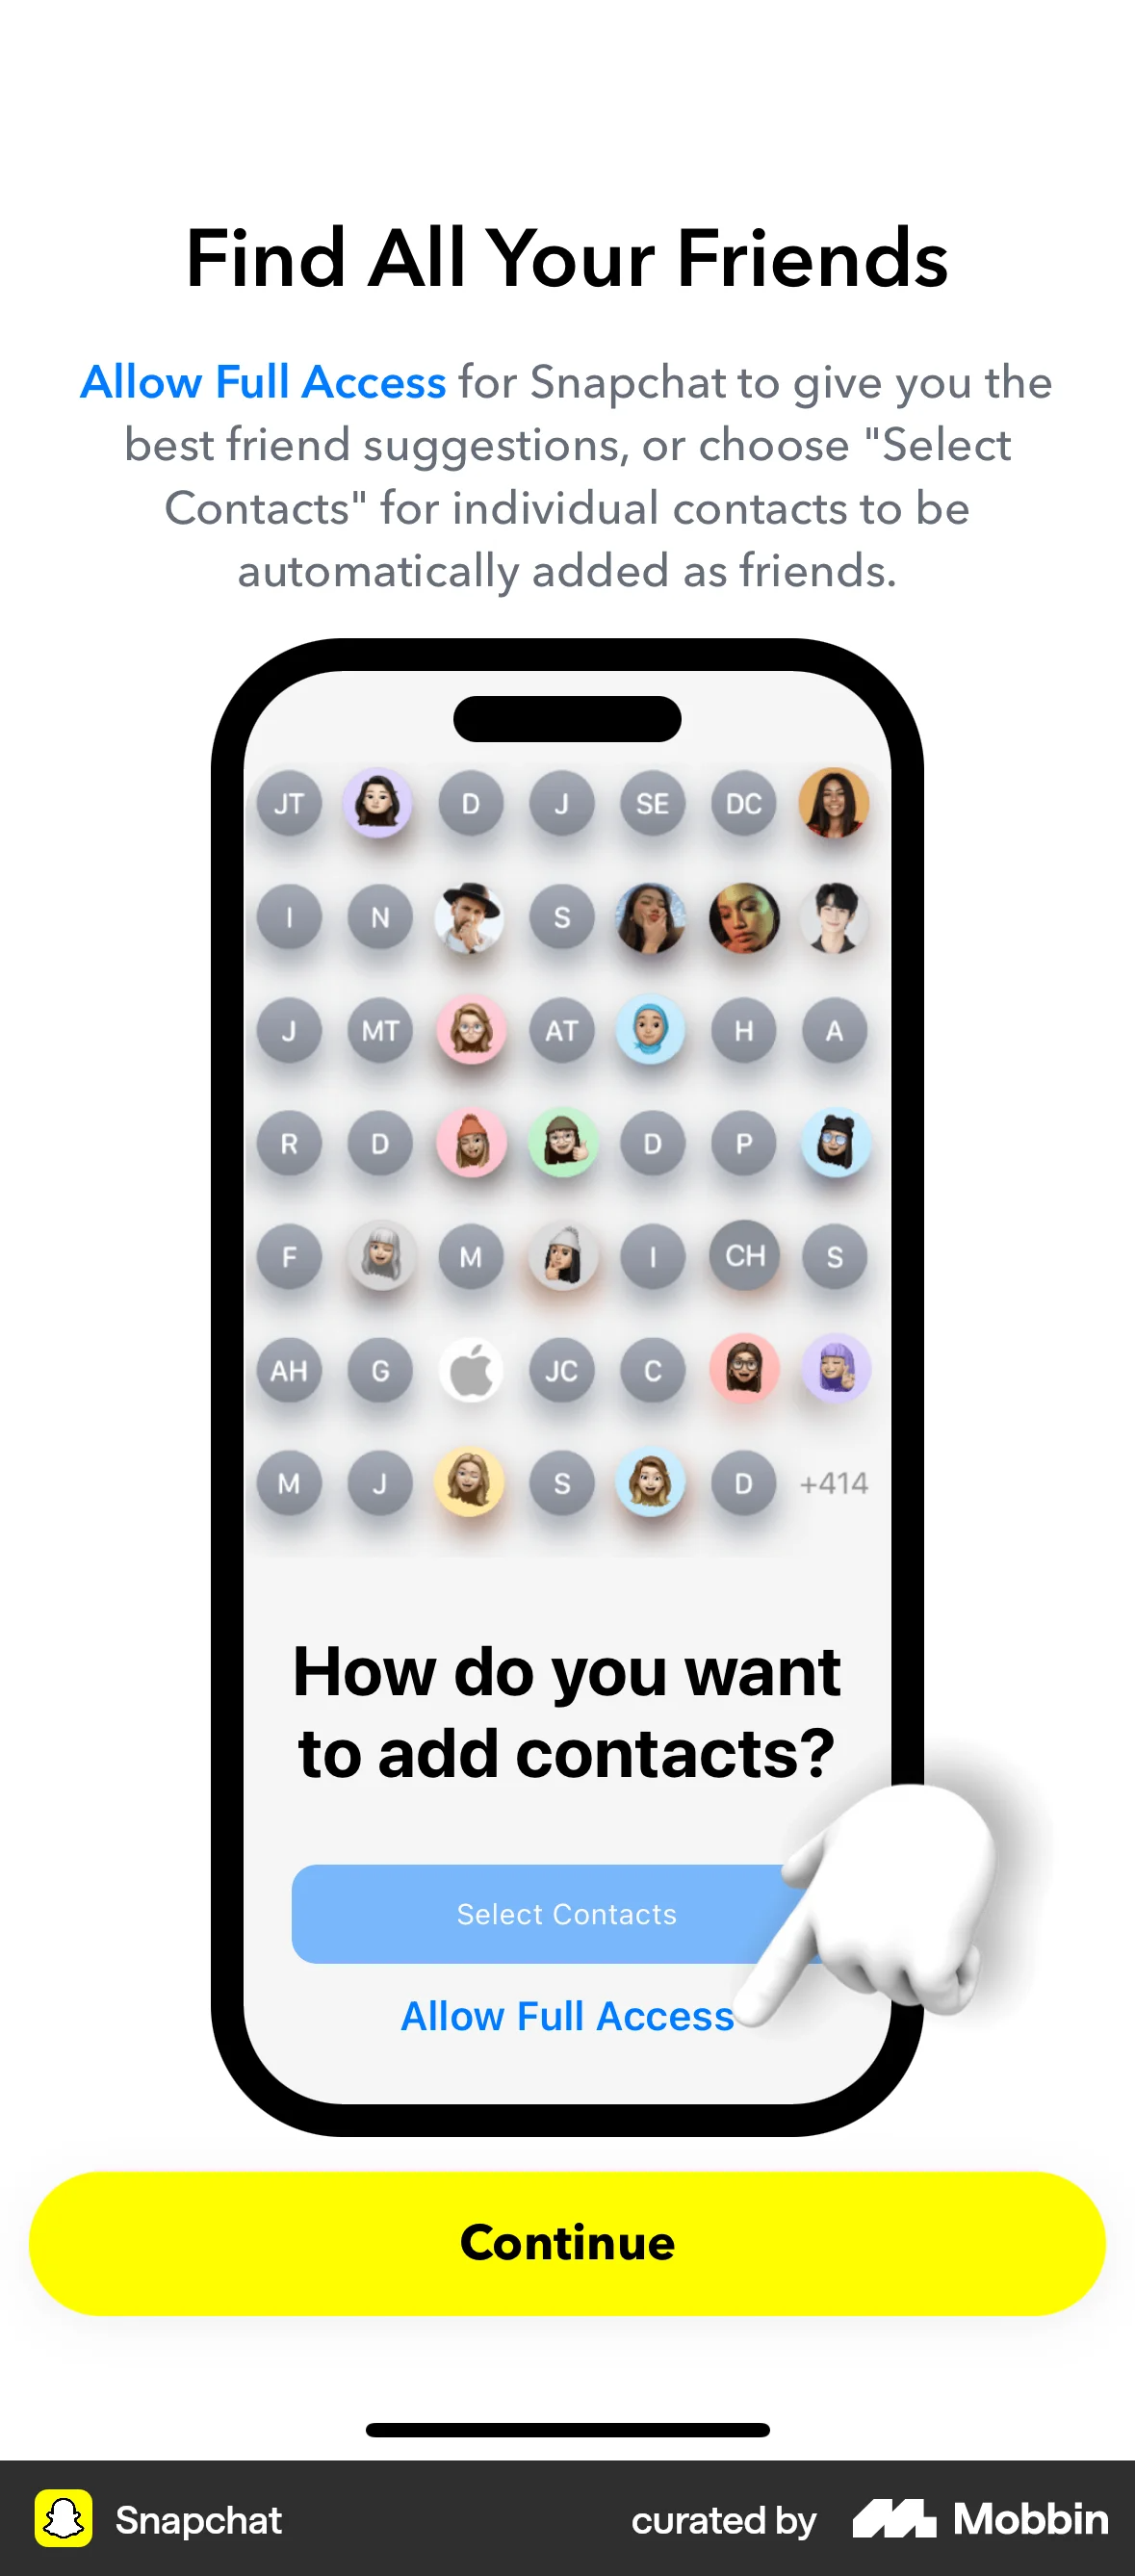 Find All Your Friends
Allow Full Access for Snapchat to give you the
best friend suggestions, or choose "Select
Contacts" for individual contacts to be
automatically added as friends.
JT D J SE DC
I N S
J MT AT H A
R D D P
F M I CH S
AH G JC C
M J S D +414
How do you want
to add contacts?
Select Contacts
Allow Full Access
Continue
Snapchat curated by Mobbin